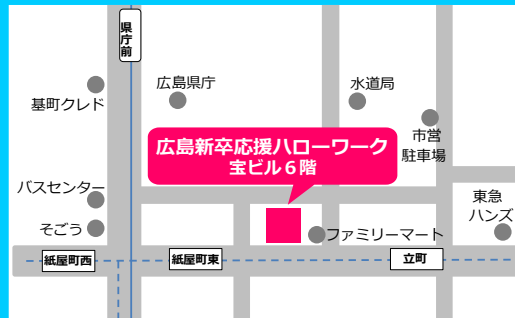 県庁前
広島県庁
水道局
基町クレド
市営
駐車場
広島新卒応援ハローワーク
宝ビル６階
バスセンター
東急
ハンズ
そごう
ファミリーマート
紙屋町西
紙屋町東
立町